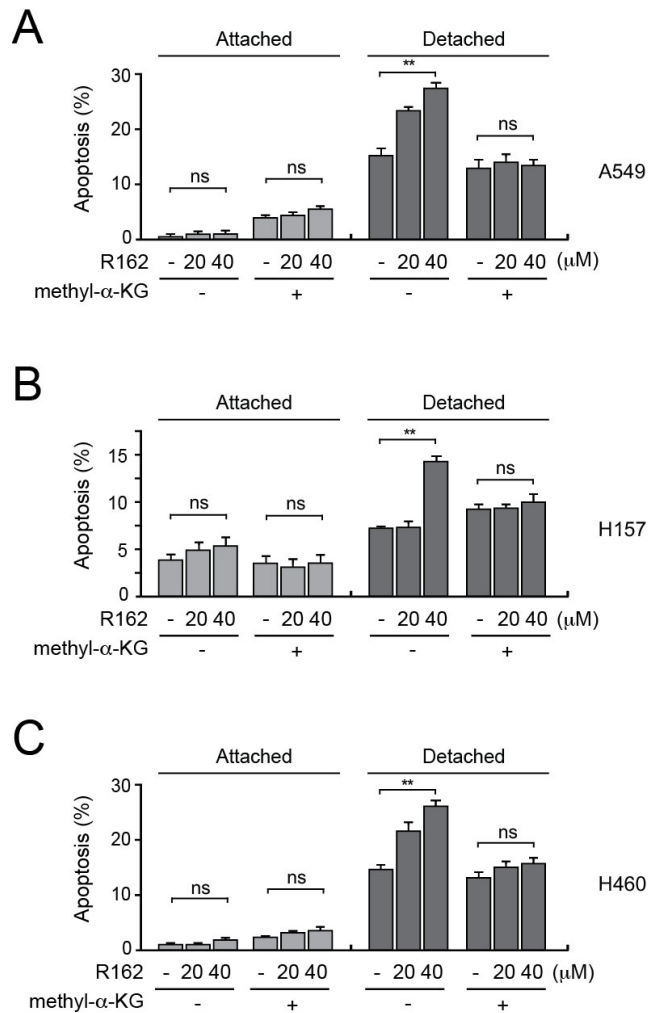 A
Attached Detached
30
20
10
0
Apoptosis (%)
ns
ns
**
ns
A549
R162 - 20 40 - 20 40 - 20 40 - 20 40 (μM)
methyl-α-KG - + - +
B
Attached Detached
15
10
5
0
Apoptosis (%)
ns
ns
**
ns
H157
R162 - 20 40 - 20 40 - 20 40 - 20 40 (μM)
methyl-α-KG - + - +
C
Attached Detached
30
20
10
0
Apoptosis (%)
ns
ns
**
ns
H460
R162 - 20 40 - 20 40 - 20 40 - 20 40 (μM)
methyl-α-KG - + - +